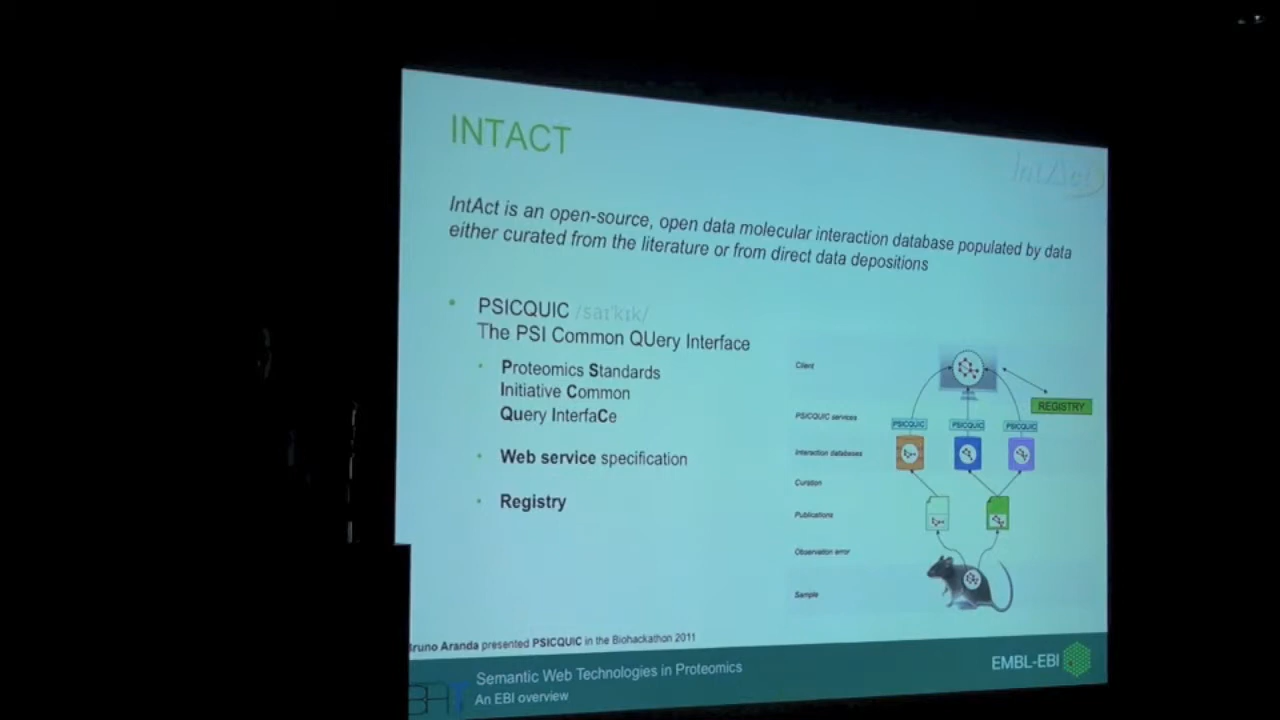 INTACT
IntAct
IntAct is an open-source, open data molecular interaction database populated by data
either curated from the literature or from direct data depositions
• PSICQUIC /saɪˈkɪk/
The PSI Common QUery Interface
• Proteomics Standards
Initiative Common
Query InterfaCe
• Web service specification
• Registry
Client
REGISTRY
PSICQUIC services
PSICQUIC PSICQUIC PSICQUIC
Interaction databases
Curation
Publications
Observation error
Sample
runo Aranda presented PSICQUIC in the Biohackathon 2011
Semantic Web Technologies in Proteomics
An EBI overview
EMBL-EBI